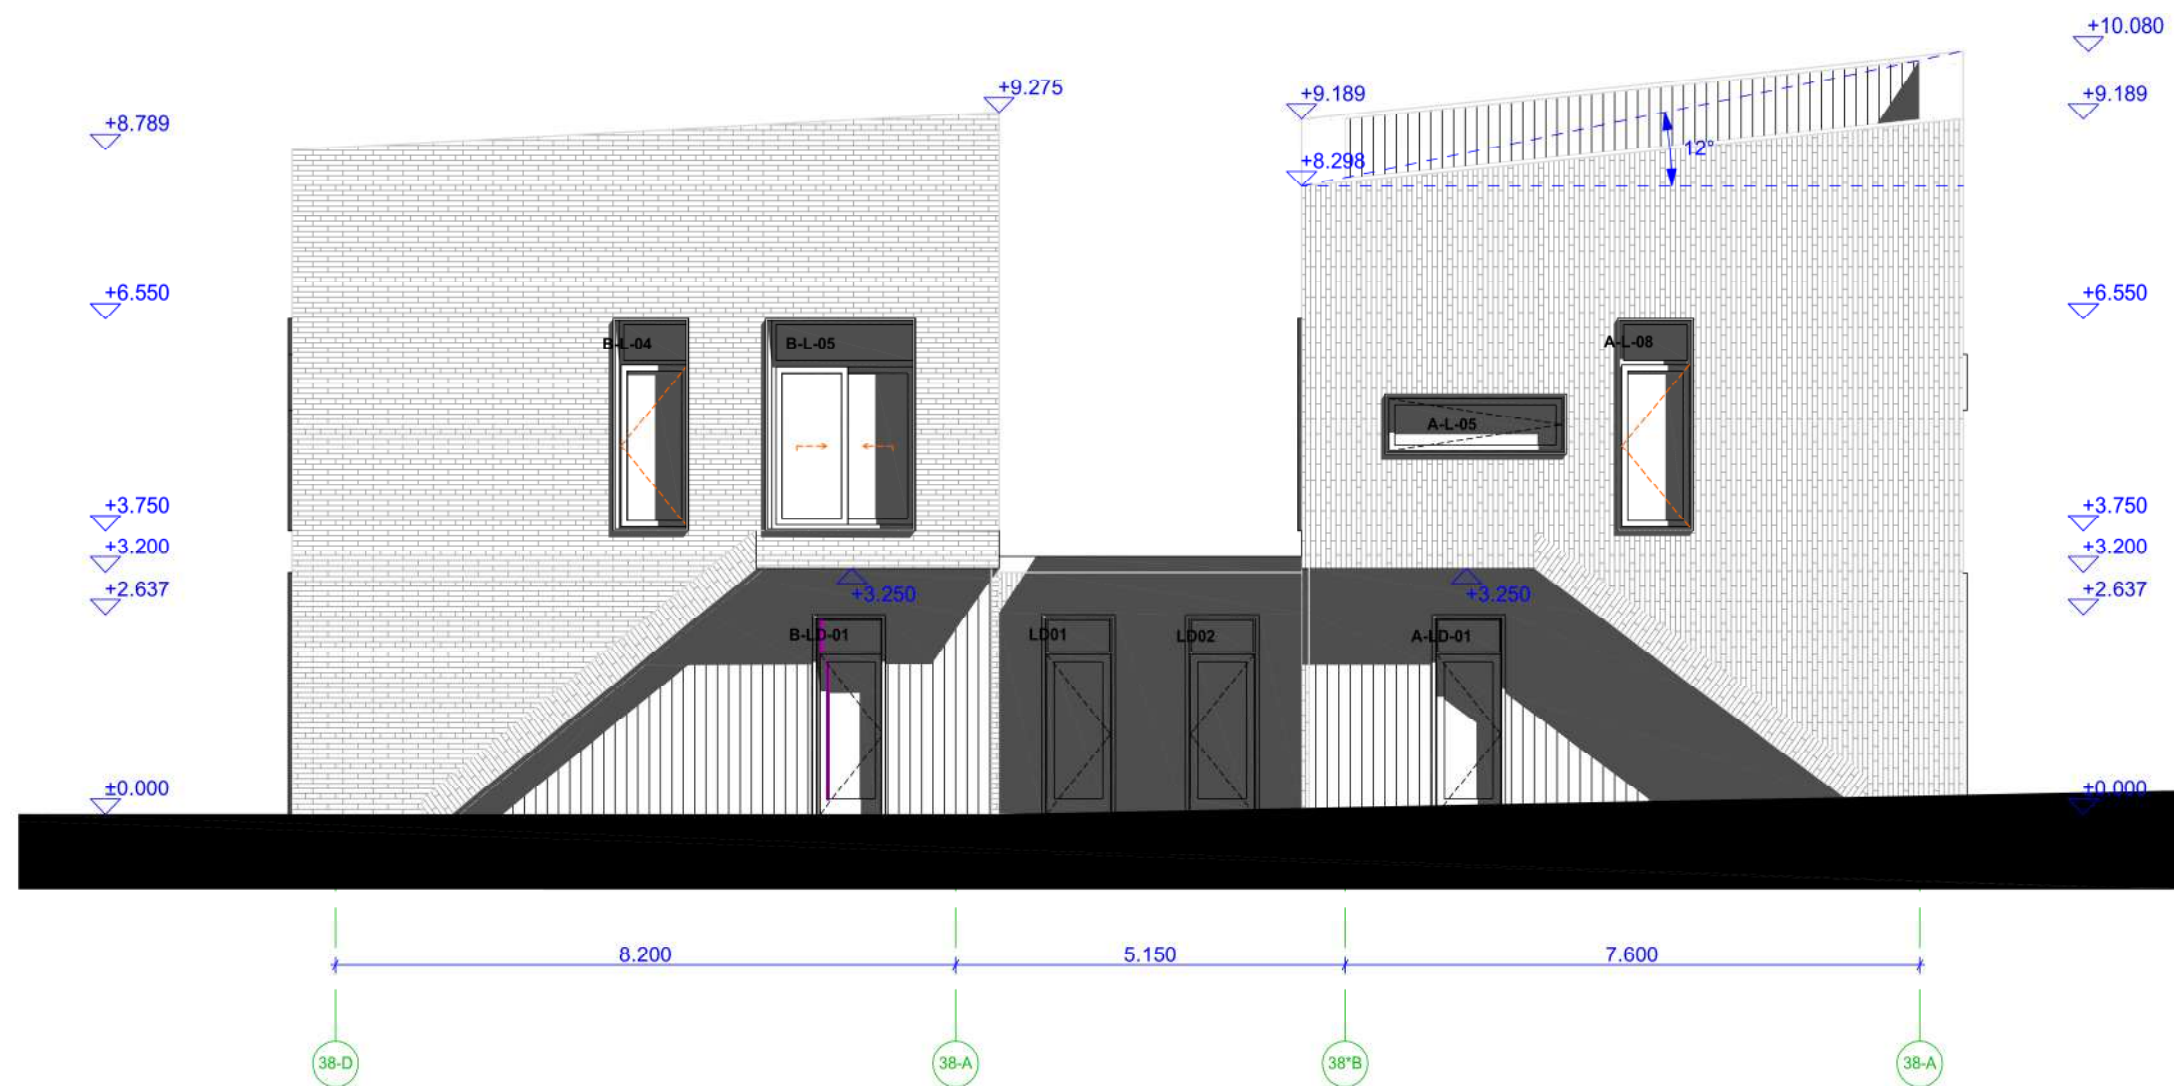 +10.080
+9.275
+9.189
+9.189
+8.789
+8.298
12°
+6.550
+6.550
B-L-04
B-L-05
A-L-08
A-L-05
+3.750
+3.750
+3.200
+3.200
+2.637
+3.250
+3.250
+2.637
B-LD-01
LD01
LD02
A-LD-01
±0.000
±0.000
8.200
5.150
7.600
38-D
38-A
38*B
38-A